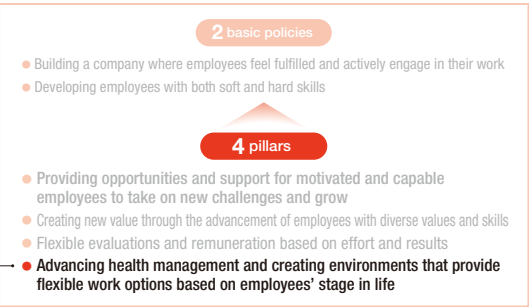 2 basic policies
● Building a company where employees feel fulfilled and actively engage in their work
● Developing employees with both soft and hard skills
4 pillars
● Providing opportunities and support for motivated and capable
employees to take on new challenges and grow
● Creating new value through the advancement of employees with diverse values and skills
● Flexible evaluations and remuneration based on effort and results
● Advancing health management and creating environments that provide
flexible work options based on employees’ stage in life